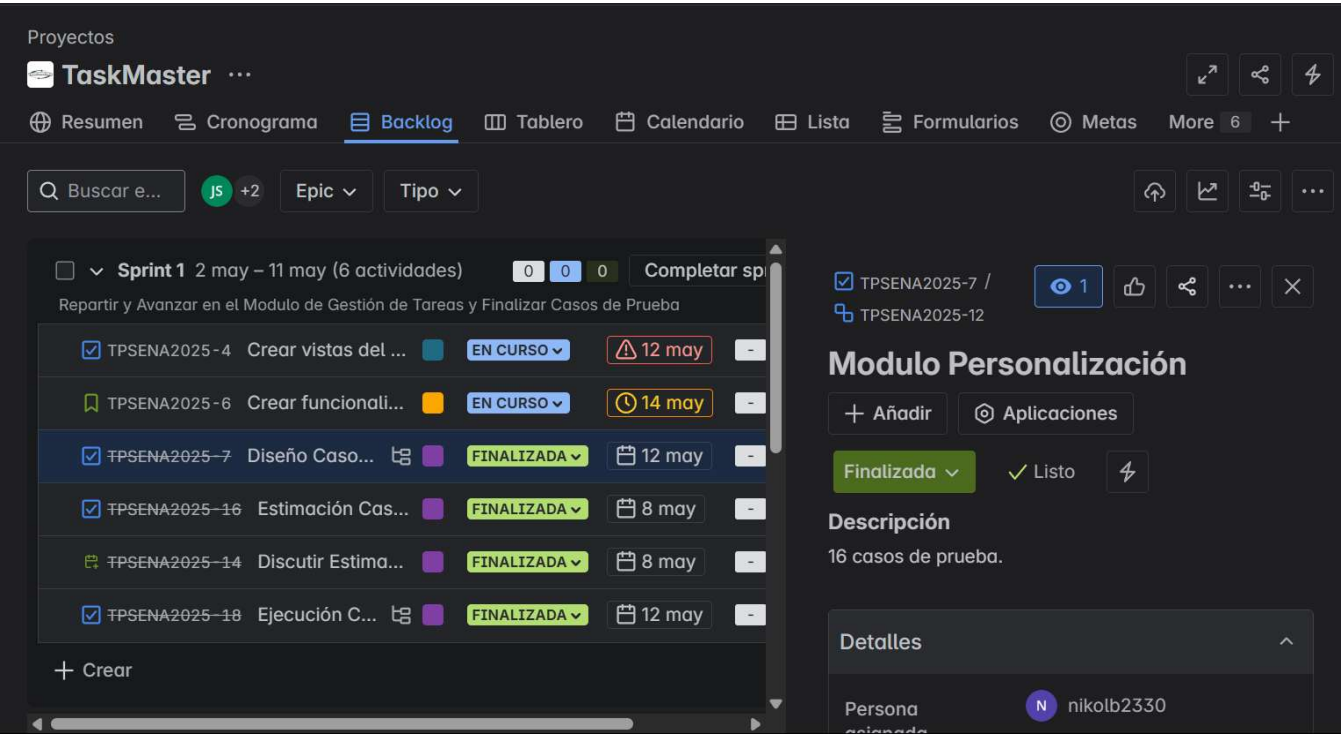 Proyectos
TaskMaster ...
Resumen Cronograma Backlog Tablero Calendario Lista Formularios Metas More 6 +
Buscar e... JS +2 Epic Tipo
Sprint 1 2 may – 11 may (6 actividades) 0 0 0 Completar spr
Repartir y Avanzar en el Modulo de Gestión de Tareas y Finalizar Casos de Prueba
TPSENA2025-4 Crear vistas del ... EN CURSO 12 may -
TPSENA2025-6 Crear funcionali... EN CURSO 14 may -
TPSENA2025-7 Diseño Caso... FINALIZADA 12 may -
TPSENA2025-16 Estimación Cas... FINALIZADA 8 may -
TPSENA2025-14 Discutir Estima... FINALIZADA 8 may -
TPSENA2025-18 Ejecución C... FINALIZADA 12 may -
+ Crear
TPSENA2025-7 /
TPSENA2025-12
1
Modulo Personalización
+ Añadir Aplicaciones
Finalizada Listo
Descripción
16 casos de prueba.
Detalles
Persona
asignada
N nikolb2330